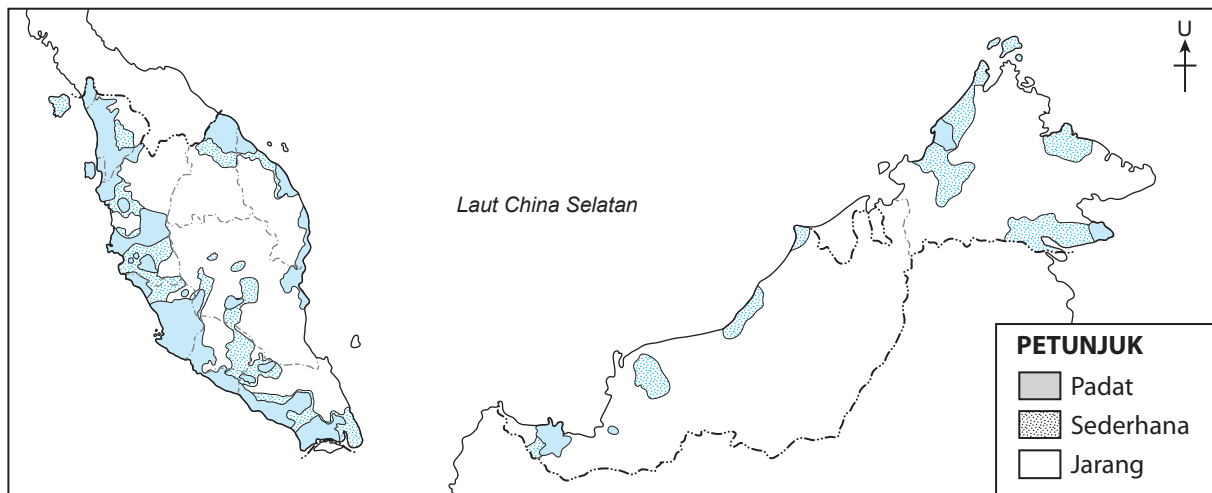 U
Laut China Selatan
PETUNJUK
Padat
Sederhana
Jarang